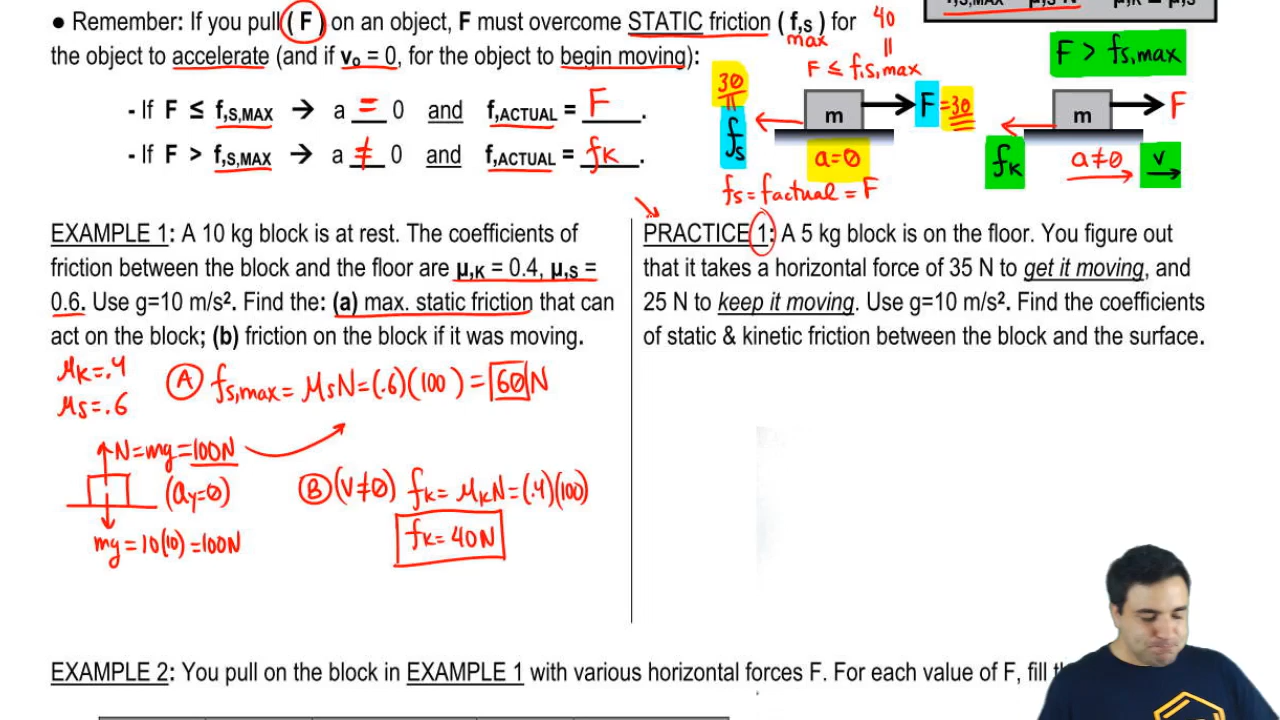 ● Remember: If you pull ( F ) on an object, F must overcome STATIC friction ( f,s ) for
max
the object to accelerate (and if v₀ = 0, for the object to begin moving):
- If F ≤ f,S,MAX → a = 0 and f,ACTUAL = F.
- If F > f,S,MAX → a ≠ 0 and f,ACTUAL = fK.
40
=
F ≤ f,s,max
30
=
fs
m
F = 30
a=0
fs = factual = F
F > fs,max
m
F
fK
a≠0
v
EXAMPLE 1: A 10 kg block is at rest. The coefficients of
friction between the block and the floor are μ,K = 0.4, μ,S =
0.6. Use g=10 m/s². Find the: (a) max. static friction that can
act on the block; (b) friction on the block if it was moving.
μK=.4
μS=.6
A fs,max = μsN=(.6)(100) = 60 N
N=mg=100N
(ay=0)
mg=10(10)=100N
B (v≠0) fK= μKN=(.4)(100)
fK= 40N
PRACTICE 1: A 5 kg block is on the floor. You figure out
that it takes a horizontal force of 35 N to get it moving, and
25 N to keep it moving. Use g=10 m/s². Find the coefficients
of static & kinetic friction between the block and the surface.
EXAMPLE 2: You pull on the block in EXAMPLE 1 with various horizontal forces F. For each value of F, fill